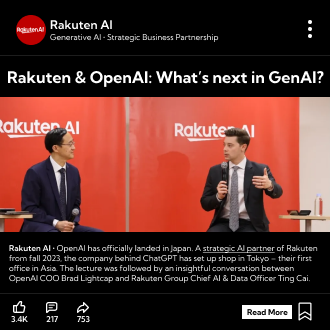 Rakuten AI
Rakuten AI
Generative AI · Strategic Business Partnership
Rakuten & OpenAI: What's next in GenAI?
Rakuten AI
Rakuten AI
Rakuten AI · OpenAI has officially landed in Japan. A strategic AI partner of Rakuten
from fall 2023, the company behind ChatGPT has set up shop in Tokyo – their first
office in Asia. The lecture was followed by an insightful conversation between
OpenAI COO Brad Lightcap and Rakuten Group Chief AI & Data Officer Ting Cai.
3.4K 217 753
Read More